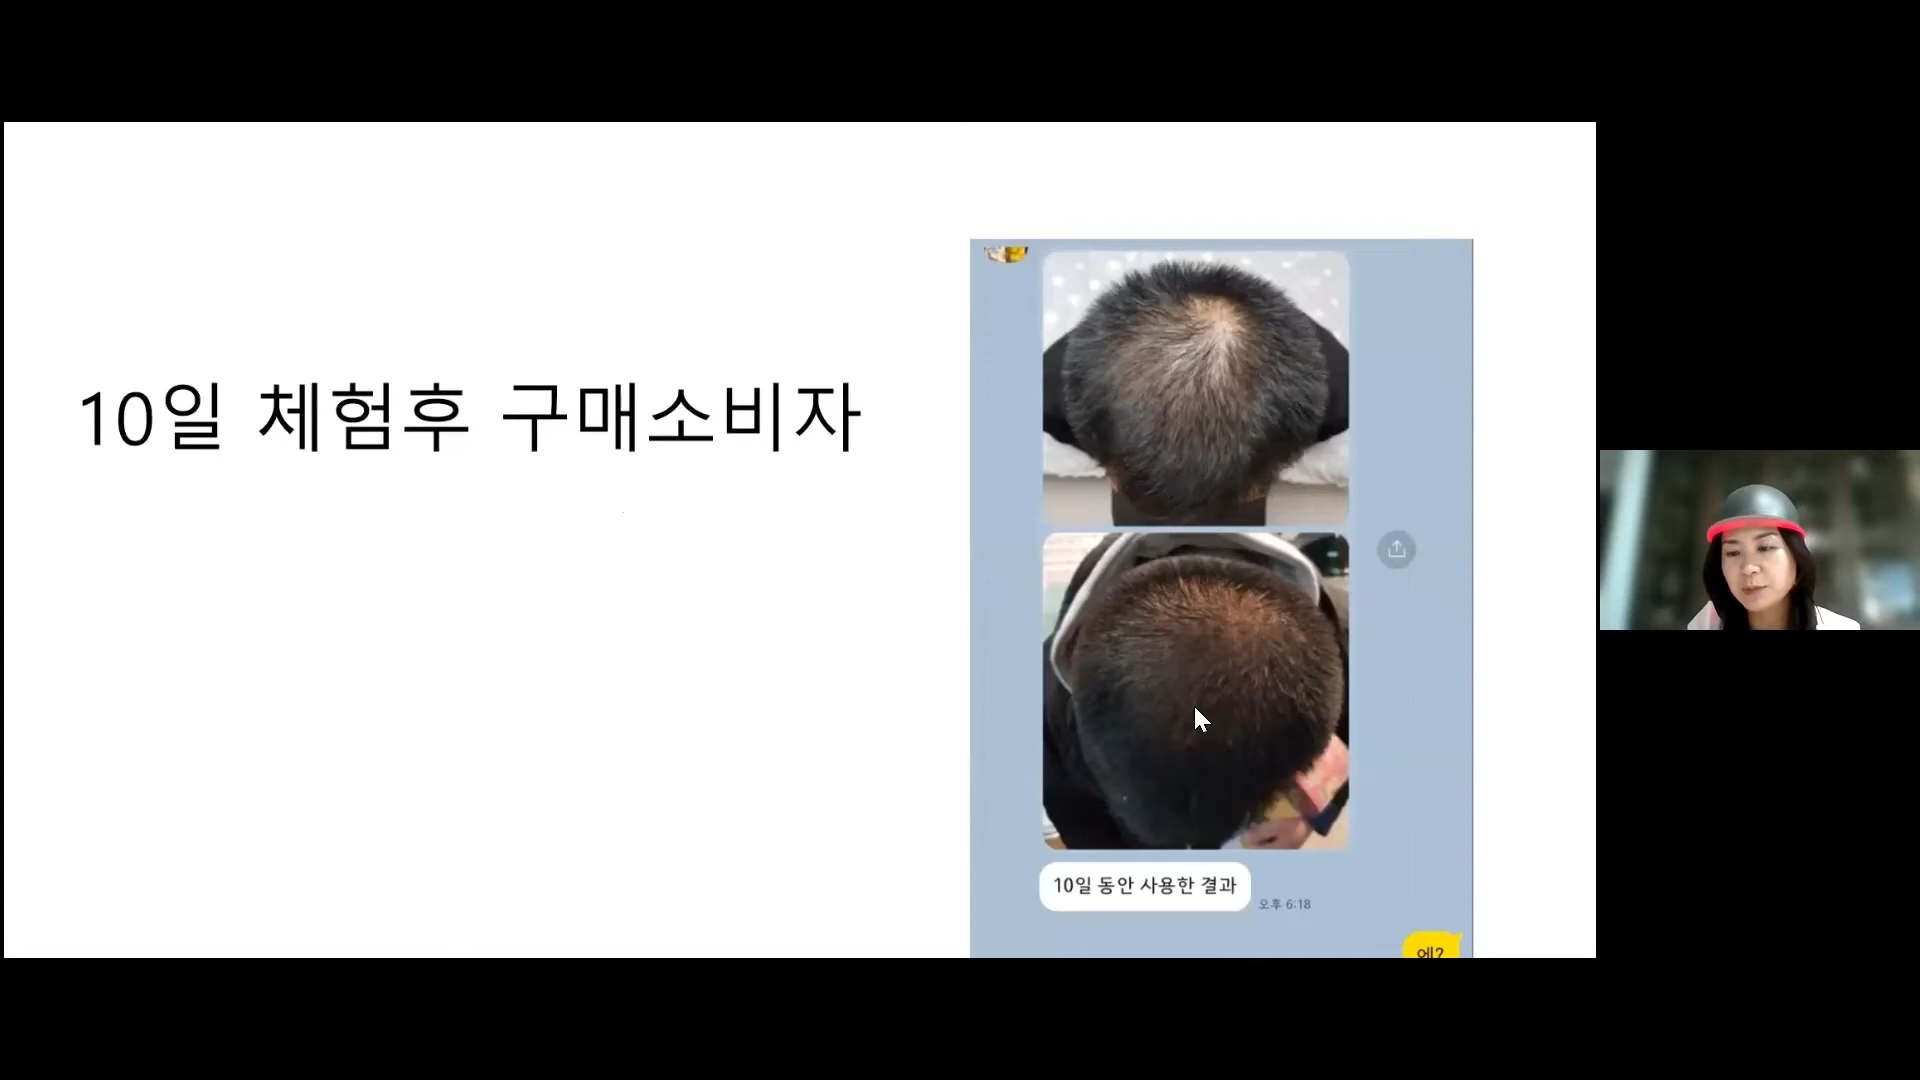 10일 체험후 구매소비자
10일 동안 사용한 결과
오후 6:18
엥?